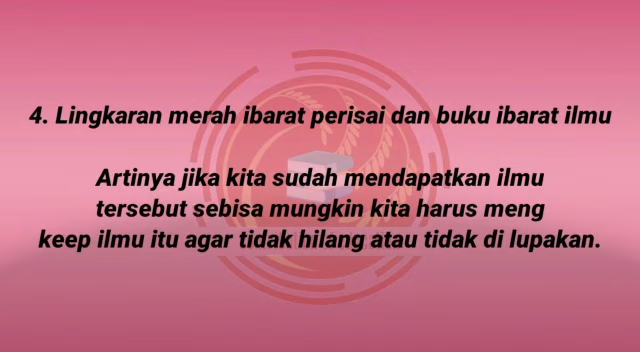 4. Lingkaran merah ibarat perisai dan buku ibarat ilmu
Artinya jika kita sudah mendapatkan ilmu
tersebut sebisa mungkin kita harus meng
keep ilmu itu agar tidak hilang atau tidak di lupakan.